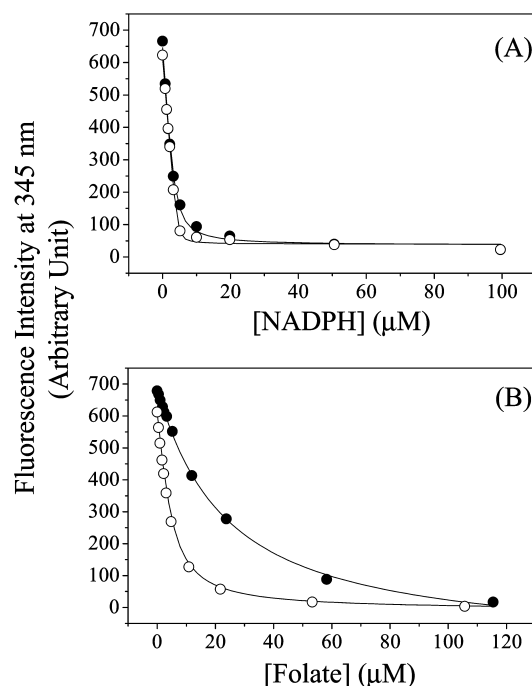 Fluorescence Intensity at 345 nm
(Arbitrary Unit)
(A)
700
600
500
400
300
200
100
0
0 20 40 60 80 100
[NADPH] (μM)
(B)
700
600
500
400
300
200
100
0
0 20 40 60 80 100 120
[Folate] (μM)